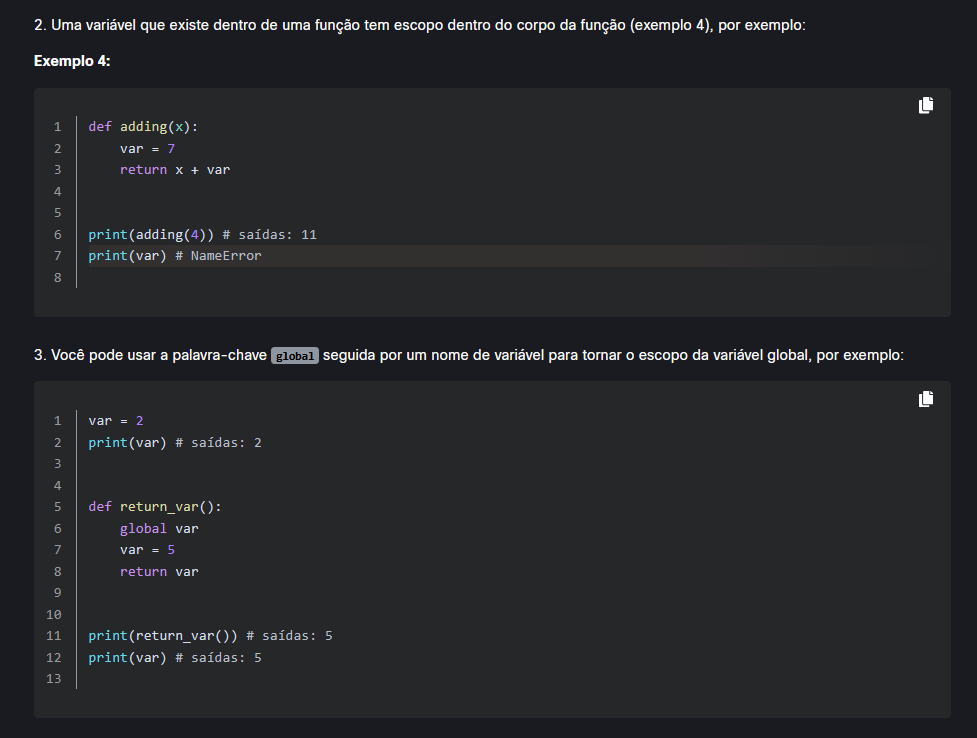 2. Uma variável que existe dentro de uma função tem escopo dentro do corpo da função (exemplo 4), por exemplo:
Exemplo 4:
1 def adding(x):
2     var = 7
3     return x + var
4
5
6 print(adding(4)) # saídas: 11
7 print(var) # NameError
8
3. Você pode usar a palavra-chave global seguida por um nome de variável para tornar o escopo da variável global, por exemplo:
1 var = 2
2 print(var) # saídas: 2
3
4
5 def return_var():
6     global var
7     var = 5
8     return var
9
10
11 print(return_var()) # saídas: 5
12 print(var) # saídas: 5
13